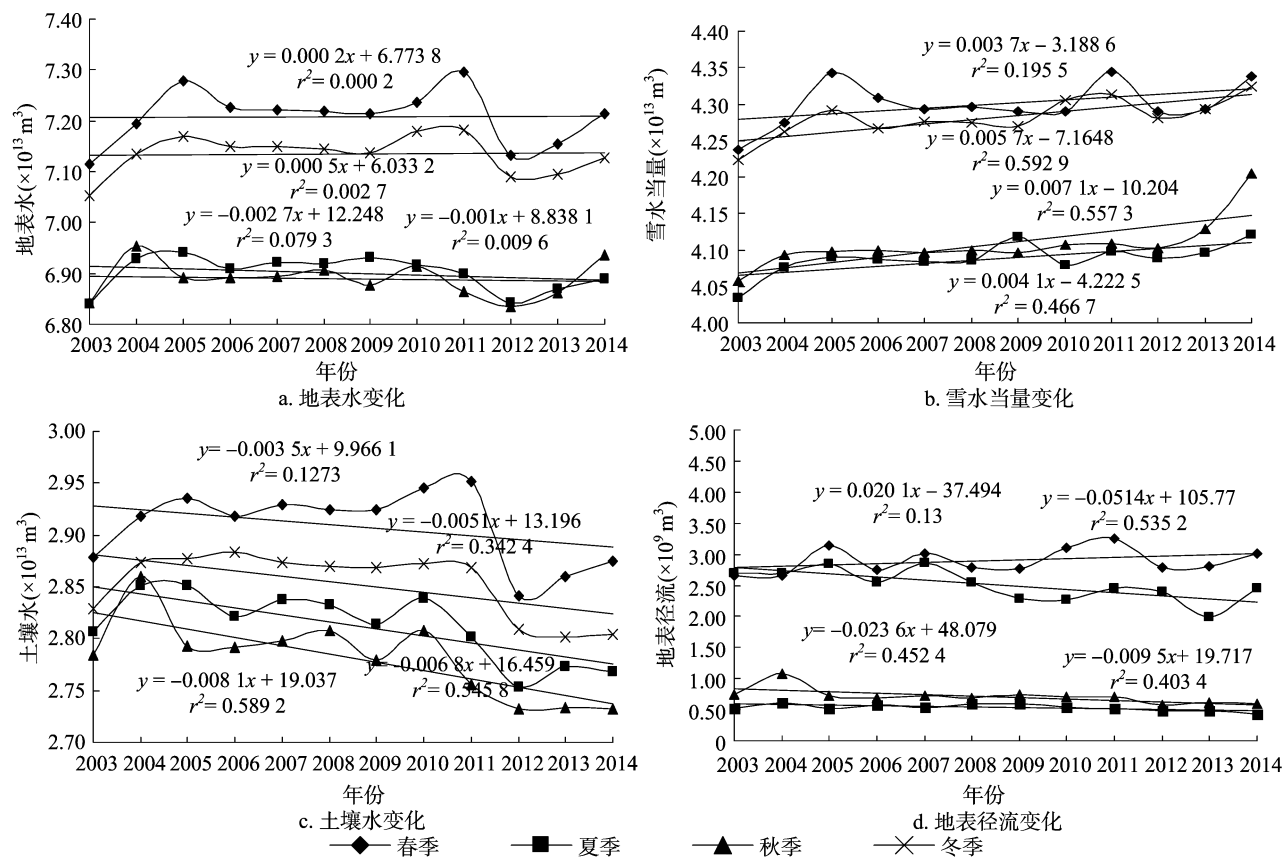 7.40
7.30
7.20
7.10
7.00
6.90
6.80
地表水(×10¹³ m³)
y = 0.000 2x + 6.773 8
r²= 0.000 2
y = 0.000 5x + 6.033 2
r²= 0.002 7
y = –0.002 7x + 12.248
r²= 0.079 3
y = –0.001x + 8.838 1
r²= 0.009 6
2003 2004 2005 2006 2007 2008 2009 2010 2011 2012 2013 2014
年份
a. 地表水变化
4.40
4.35
4.30
4.25
4.20
4.15
4.10
4.05
4.00
雪水当量(×10¹³ m³)
y = 0.003 7x – 3.188 6
r²= 0.195 5
y = 0.005 7x – 7.1648
r²= 0.592 9
y = 0.007 1x – 10.204
r²= 0.557 3
y = 0.004 1x – 4.222 5
r² = 0.466 7
2003 2004 2005 2006 2007 2008 2009 2010 2011 2012 2013 2014
年份
b. 雪水当量变化
3.00
2.95
2.90
2.85
2.80
2.75
2.70
土壤水(×10¹³ m³)
y= –0.003 5x + 9.966 1
r²= 0.1273
y = –0.0051x + 13.196
r²= 0.342 4
y = –0.006 8x + 16.459
r²= 0.545 8
y = –0.008 1x + 19.037
r²= 0.589 2
2003 2004 2005 2006 2007 2008 2009 2010 2011 2012 2013 2014
年份
c. 土壤水变化
5.00
4.50
4.00
3.50
3.00
2.50
2.00
1.50
1.00
0.50
0
地表径流(×10⁹ m³)
y = 0.020 1x – 37.494
r²= 0.13
y = –0.0514x + 105.77
r²= 0.535 2
y = –0.023 6x + 48.079
r²= 0.452 4
y = –0.009 5x+ 19.717
r²= 0.403 4
2003 2004 2005 2006 2007 2008 2009 2010 2011 2012 2013 2014
年份
d. 地表径流变化
春季 夏季 秋季 冬季